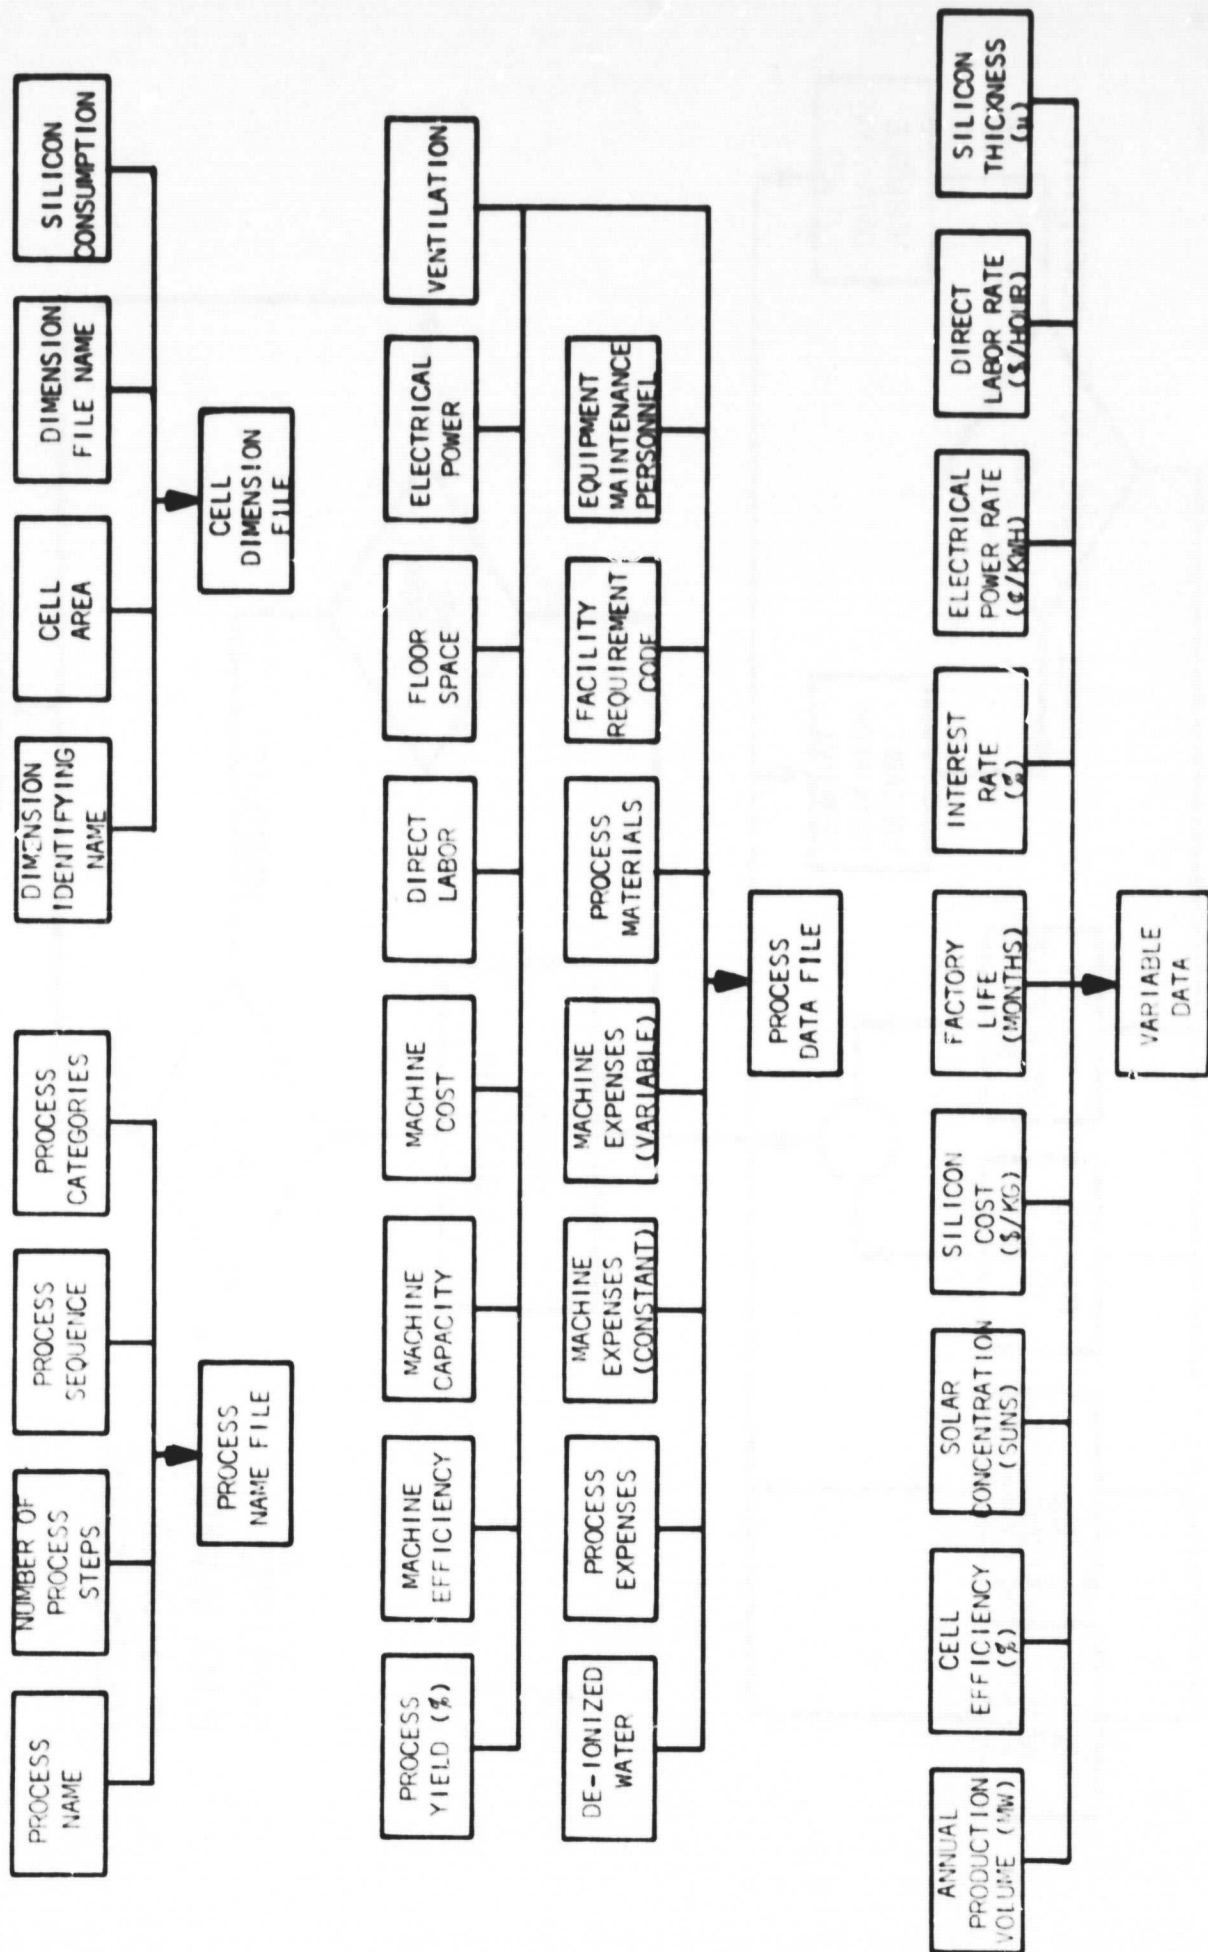 PROCESS
NAME
NUMBER OF
PROCESS
STEPS
PROCESS
SEQUENCE
PROCESS
CATEGORIES
PROCESS
NAME FILE
DIMENSION
IDENTIFYING
NAME
CELL
AREA
DIMENSION
FILE NAME
SILICON
CONSUMPTION
CELL
DIMENSION
FILE
PROCESS
YIELD (%)
MACHINE
EFFICIENCY
MACHINE
CAPACITY
MACHINE
COST
DIRECT
LABOR
FLOOR
SPACE
ELECTRICAL
POWER
VENTILATION
DE-IONIZED
WATER
PROCESS
EXPENSES
MACHINE
EXPENSES
(CONSTANT)
MACHINE
EXPENSES
(VARIABLE)
PROCESS
MATERIALS
FACILITY
REQUIREMENT
CODE
EQUIPMENT
MAINTENANCE
PERSONNEL
PROCESS
DATA FILE
ANNUAL
PRODUCTION
VOLUME (MW)
CELL
EFFICIENCY
(%)
SOLAR
CONCENTRATION
(SUNS)
SILICON
COST
($/KG)
FACTORY
LIFE
(MONTHS)
INTEREST
RATE
(%)
ELECTRICAL
POWER RATE
(¢/KWH)
DIRECT
LABOR RATE
($/HOUR)
SILICON
THICKNESS
(μ)
VARIABLE
DATA